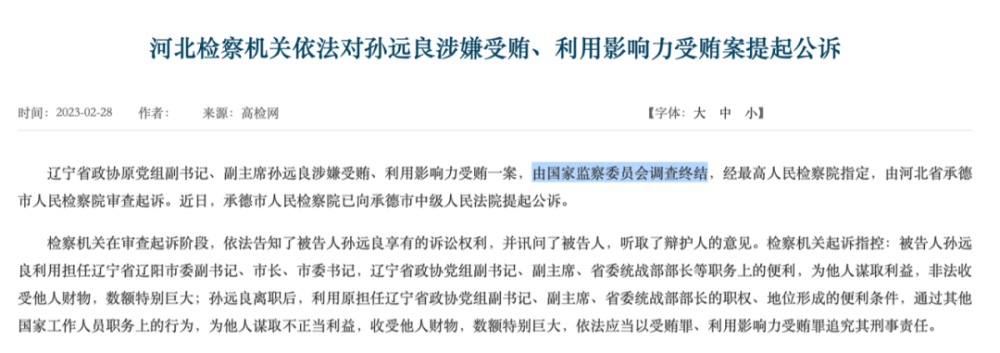 河北检察机关依法对孙远良涉嫌受贿、利用影响力受贿案提起公诉
时间：2023-02-28 作者： 来源：高检网 【字体：大 中 小】
辽宁省政协原党组副书记、副主席孙远良涉嫌受贿、利用影响力受贿一案，由国家监察委员会调查终结，经最高人民检察院指定，由河北省承德
市人民检察院审查起诉。近日，承德市人民检察院已向承德市中级人民法院提起公诉。
检察机关在审查起诉阶段，依法告知了被告人孙远良享有的诉讼权利，并讯问了被告人，听取了辩护人的意见。检察机关起诉指控：被告人孙远
良利用担任辽宁省辽阳市委副书记、市长、市委书记，辽宁省政协党组副书记、副主席、省委统战部部长等职务上的便利，为他人谋取利益，非法收
受他人财物，数额特别巨大；孙远良离职后，利用原担任辽宁省政协党组副书记、副主席、省委统战部部长的职权、地位形成的便利条件，通过其他
国家工作人员职务上的行为，为他人谋取不正当利益，收受他人财物，数额特别巨大，依法应当以受贿罪、利用影响力受贿罪追究其刑事责任。